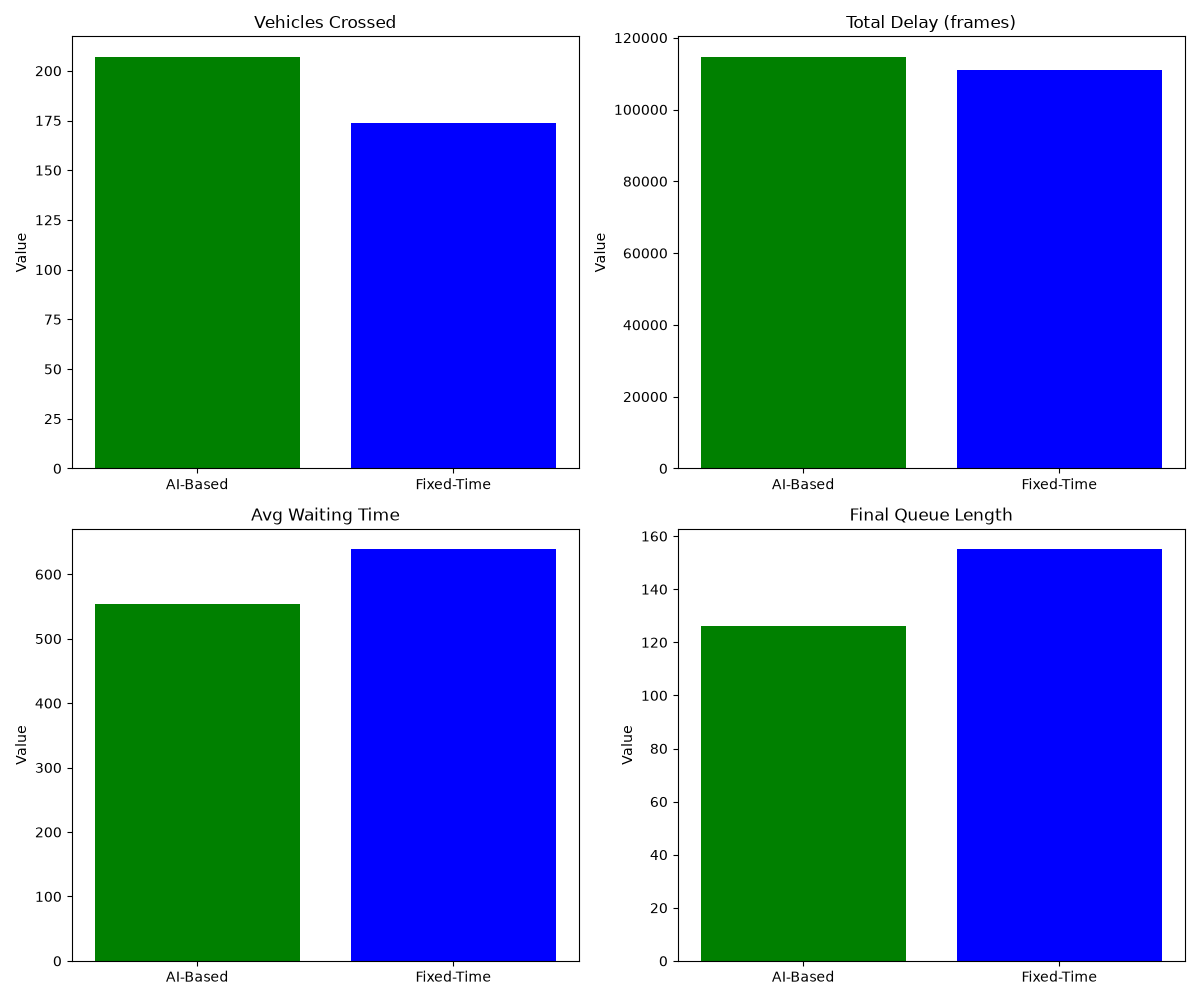 Vehicles Crossed
Value
200
175
150
125
100
75
50
25
0
AI-Based Fixed-Time
Total Delay (frames)
Value
120000
100000
80000
60000
40000
20000
0
AI-Based Fixed-Time
Avg Waiting Time
Value
600
500
400
300
200
100
0
AI-Based Fixed-Time
Final Queue Length
Value
160
140
120
100
80
60
40
20
0
AI-Based Fixed-Time